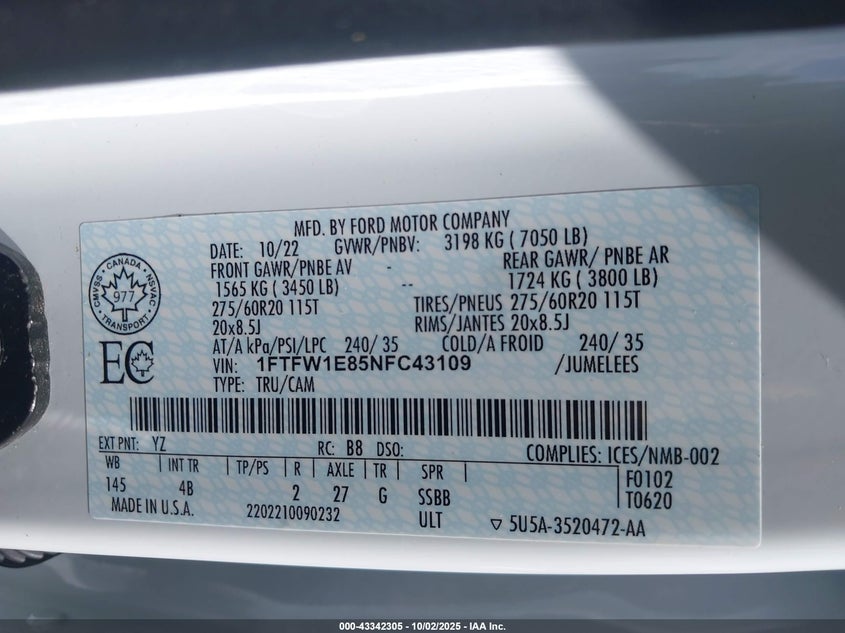 MFD. BY FORD MOTOR COMPANY
DATE: 10/22 GVWR/PNBV: 3198 KG ( 7050 LB)
FRONT GAWR/PNBE AV - REAR GAWR/ PNBE AR
1565 KG ( 3450 LB) -- 1724 KG ( 3800 LB)
275/60R20 115T TIRES/PNEUS 275/60R20 115T
20x8.5J RIMS/JANTES 20x8.5J
AT/A kPa/PSI/LPC 240/ 35 COLD/A FROID 240/ 35
VIN: 1FTFW1E85NFC43109 /JUMELEES
TYPE: TRU/CAM
CMVSS CANADA NSVAC
977
TRANSPORT
EC
EXT PNT: YZ RC: B8 DSO: COMPLIES: ICES/NMB-002
WB INT TR TP/PS R AXLE TR SPR F0102
145 4B 2 27 G SSBB T0620
MADE IN U.S.A. 2202210090232 ULT ▽ 5U5A-3520472-AA
000-43342305 - 10/02/2025 - IAA Inc.